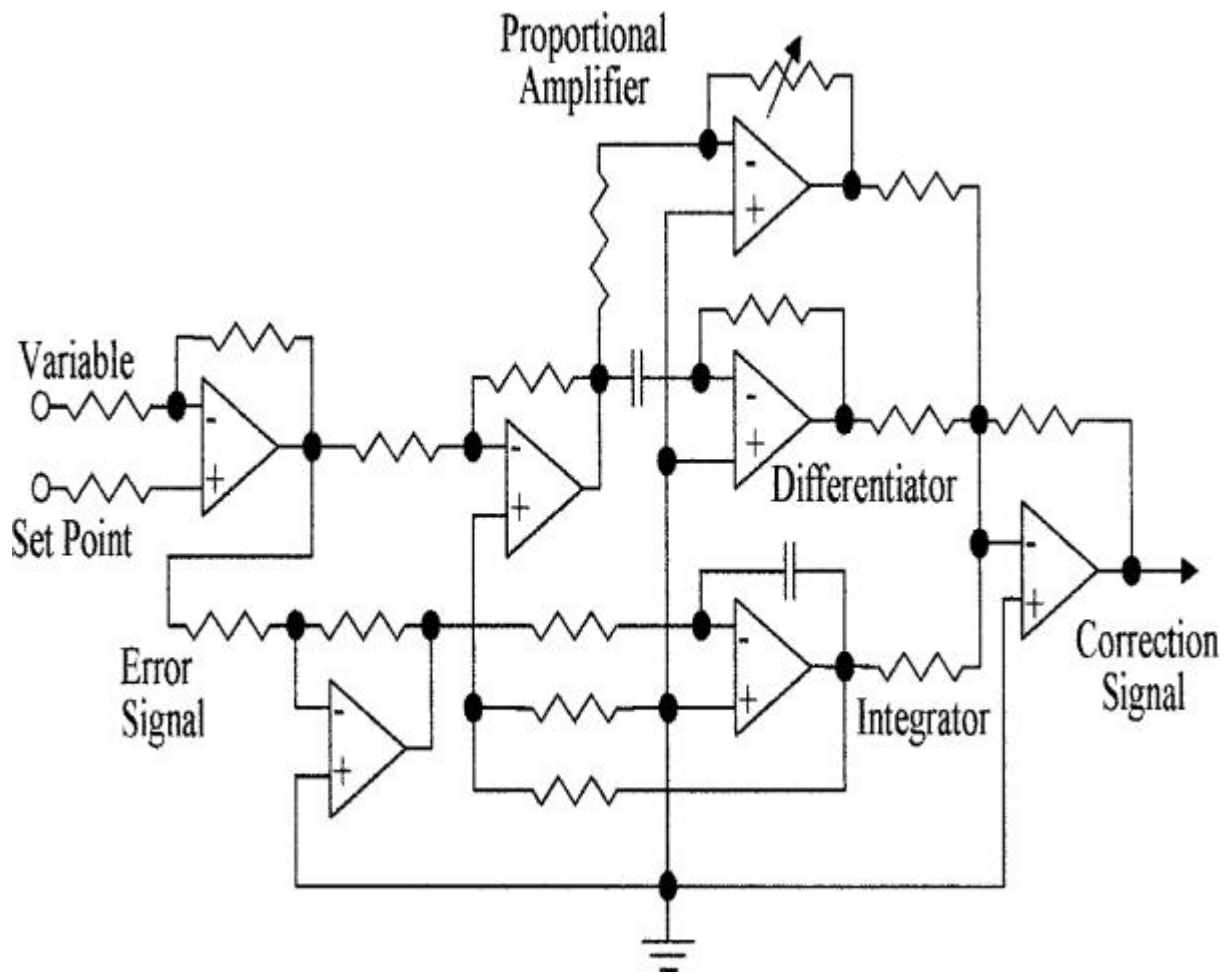 Proportional
Amplifier
Variable
-
+
Set Point
-
+
-
+
Differentiator
-
+
Error
Signal
-
+
-
+
Integrator
-
+
Correction
Signal